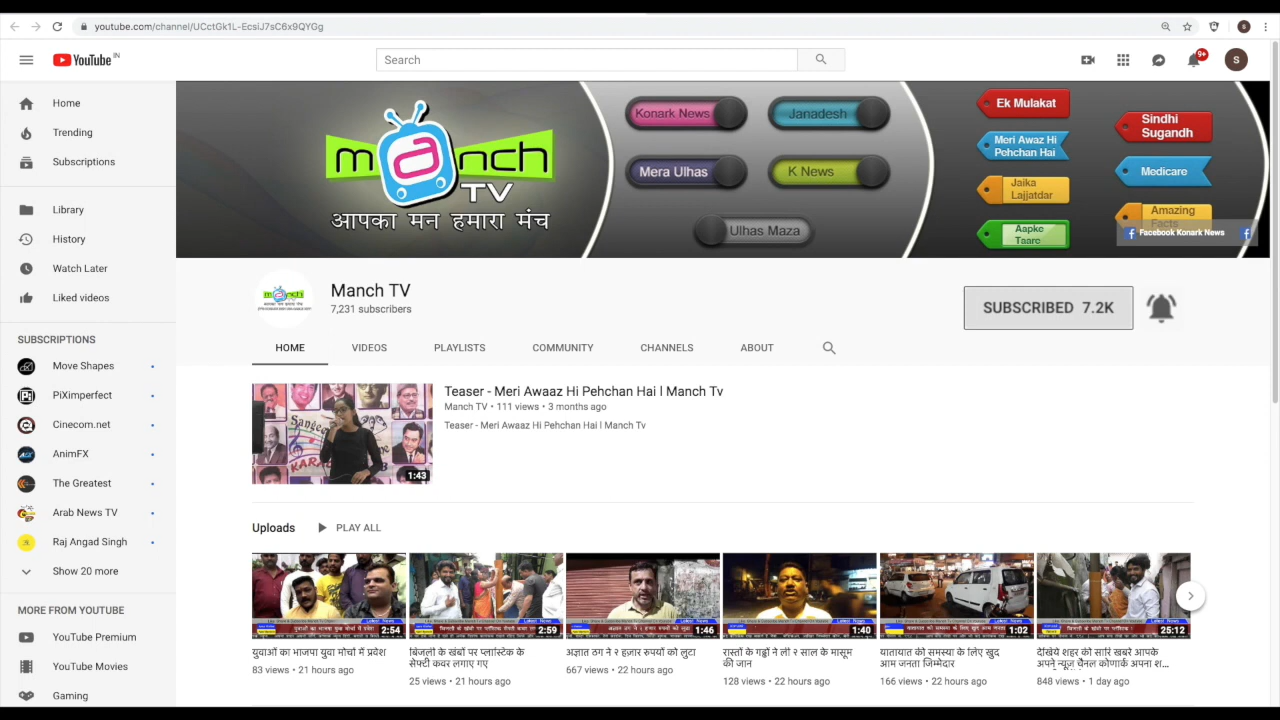 youtube.com/channel/UCctGk1L-EcsiJ7sC6x9QYGg
YouTube IN
Search
9+
S
Home
Trending
Subscriptions
Library
History
Watch Later
Liked videos
SUBSCRIPTIONS
Move Shapes
PiXimperfect
Cinecom.net
AnimFX
The Greatest
Arab News TV
Raj Angad Singh
Show 20 more
MORE FROM YOUTUBE
YouTube Premium
YouTube Movies
Gaming
manch
TV
आपका मन हमारा मंच
Konark News
Janadesh
Mera Ulhas
K News
Ulhas Maza
Ek Mulakat
Meri Awaz Hi
Pehchan Hai
Jaika
Lajjatdar
Aapke
Taare
Sindhi
Sugandh
Medicare
Amazing
Facts
Facebook Konark News
Manch TV
7,231 subscribers
SUBSCRIBED 7.2K
HOME VIDEOS PLAYLISTS COMMUNITY CHANNELS ABOUT
1:43
Teaser - Meri Awaaz Hi Pehchan Hai l Manch Tv
Manch TV • 111 views • 3 months ago
Teaser - Meri Awaaz Hi Pehchan Hai l Manch Tv
Uploads PLAY ALL
2:54
युवाओं का भाजपा युवा मोर्चा में प्रवेश
83 views • 21 hours ago
2:59
बिजली के खंबों पर प्लास्टिक के
सेफ्टी कवर लगाए गए
25 views • 21 hours ago
1:46
अज्ञात ठग ने २ हज़ार रुपयों को लुटा
667 views • 22 hours ago
1:40
रास्तों के गड्ढों ने ली २ साल के मासूम
की जान
128 views • 22 hours ago
1:02
यातायात की समस्या के लिए खुद
आम जनता जिम्मेदार
166 views • 22 hours ago
25:12
देखिये शहर की सारि खबरे आपके
अपने न्यूज़ चैनल कोणार्क अपना श...
848 views • 1 day ago